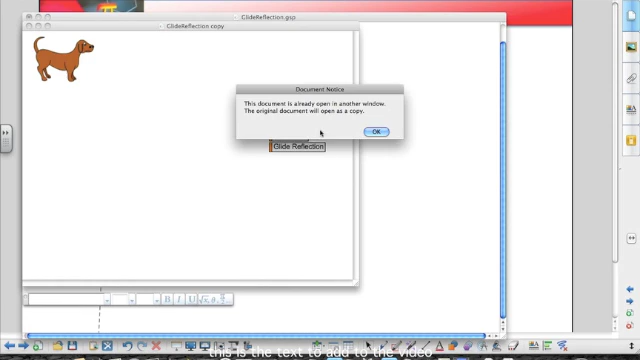 GlideReflection.gsp
GlideReflection copy
Document Notice
This document is already open in another window.
The original document will open as a copy.
OK
Glide Reflection
B I U
this is the text to add to the video